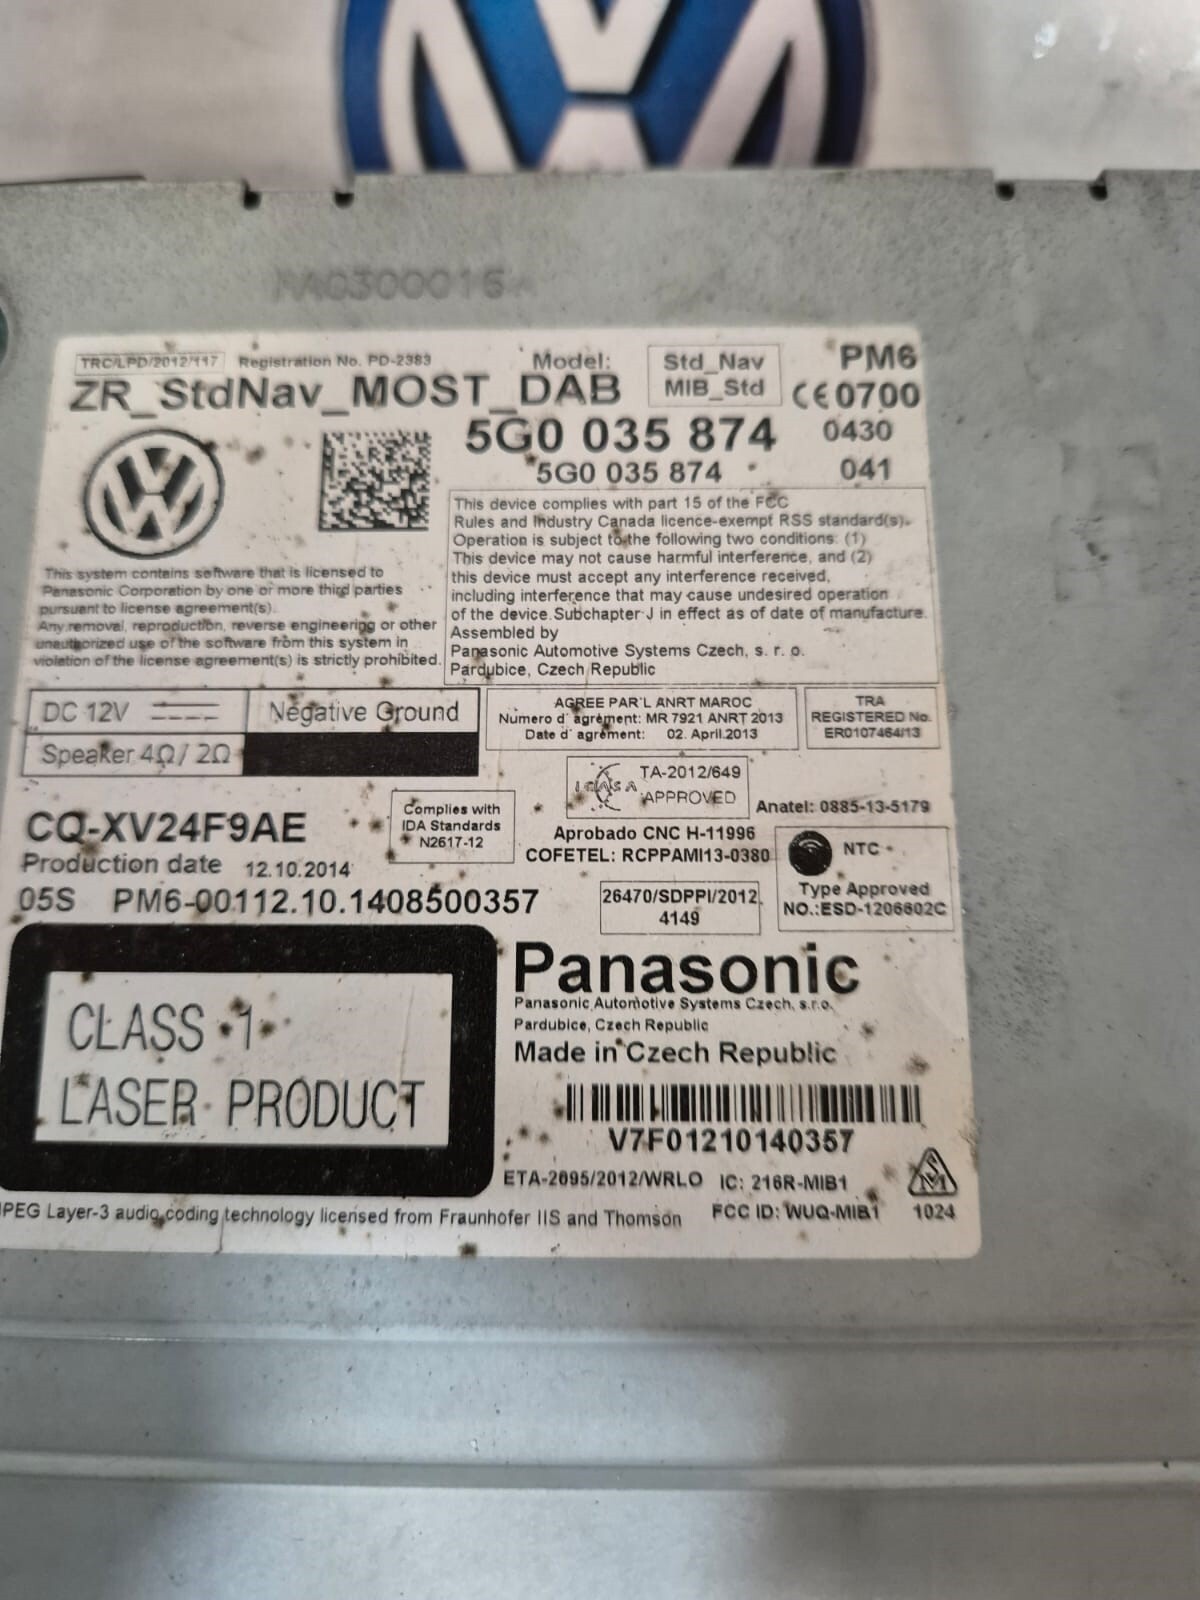 TRC/LPD/2012/117 Registration No. PD-2383 Model: Std_Nav PM6
ZR_StdNav_MOST_DAB MIB_Std CE0700
5G0 035 874 0430
5G0 035 874 041
This device complies with part 15 of the FCC
Rules and Industry Canada licence-exempt RSS standard(s).
Operation is subject to the following two conditions: (1)
This device may not cause harmful interference, and (2)
this device must accept any interference received,
including interference that may cause undesired operation
of the device.Subchapter J in effect as of date of manufacture.
Assembled by
Panasonic Automotive Systems Czech, s. r. o.
Pardubice, Czech Republic
This system contains software that is licensed to
Panasonic Corporation by one or more third parties
pursuant to license agreement(s).
Any removal, reproduction, reverse engineering or other
unauthorized use of the software from this system in
violation of the license agreement(s) is strictly prohibited.
DC 12V Negative Ground
Speaker 4Ω/ 2Ω
AGREE PAR'L ANRT MAROC
Numero d' agrément: MR 7921 ANRT 2013
Date d' agrément: 02. April.2013
TRA
REGISTERED No.
ER0107464/13
ICASA TA-2012/649
APPROVED
Anatel: 0885-13-5179
CQ-XV24F9AE
Production date 12.10.2014
05S PM6-00112.10.1408500357
Complies with
IDA Standards
N2617-12
Aprobado CNC H-11996
COFETEL: RCPPAMI13-0380
NTC
Type Approved
NO.:ESD-1206602C
26470/SDPPI/2012
4149
CLASS 1
LASER PRODUCT
Panasonic
Panasonic Automotive Systems Czech, s.r.o.
Pardubice, Czech Republic
Made in Czech Republic
V7F01210140357
ETA-2695/2012/WRLO IC: 216R-MIB1
PEG Layer-3 audio coding technology licensed from Fraunhofer IIS and Thomson FCC ID: WUQ-MIB1 1024